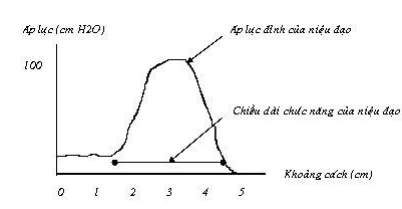 Áp lực (cm H2O)
Áp lực đỉnh của niệu đạo
100
Chiều dài chức năng của niệu đạo
Khoảng cách (cm)
0 1 2 3 4 5